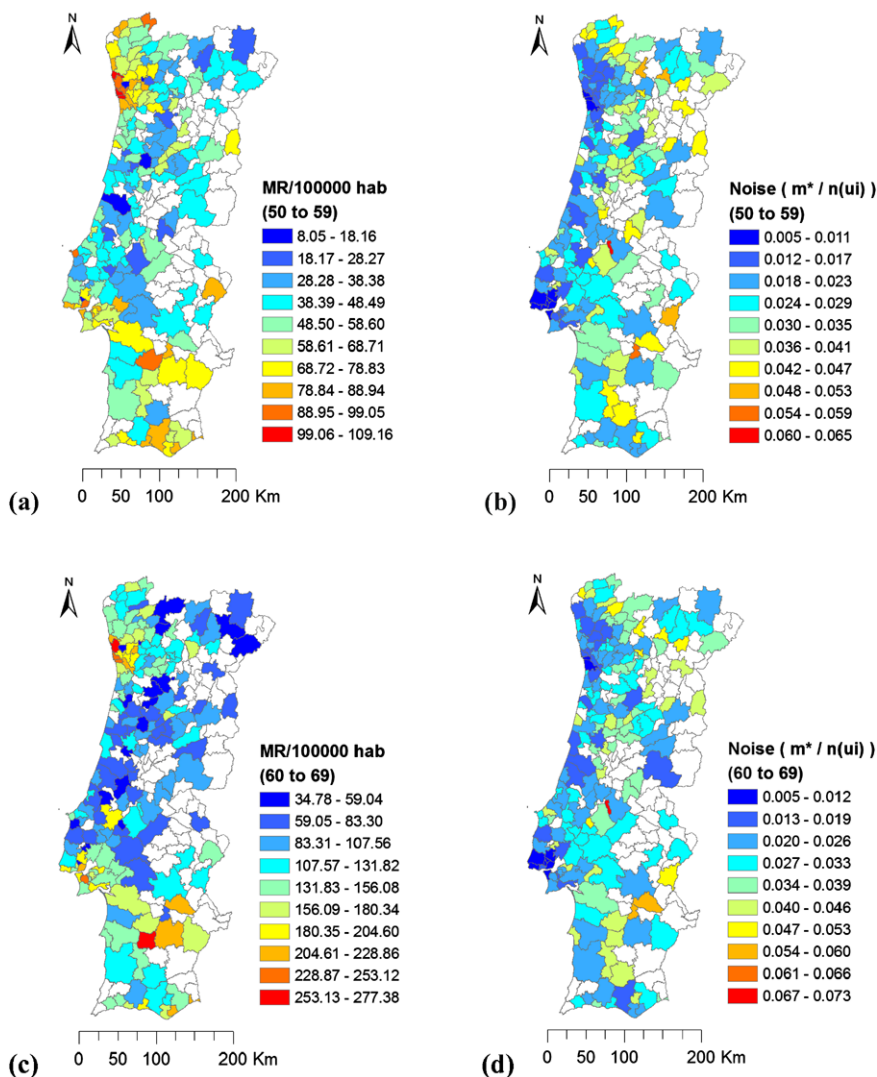 N
MR/100000 hab
(50 to 59)
8.05 - 18.16
18.17 - 28.27
28.28 - 38.38
38.39 - 48.49
48.50 - 58.60
58.61 - 68.71
68.72 - 78.83
78.84 - 88.94
88.95 - 99.05
99.06 - 109.16
0 50 100 200 Km
(a)
N
Noise ( m* / n(ui) )
(50 to 59)
0.005 - 0.011
0.012 - 0.017
0.018 - 0.023
0.024 - 0.029
0.030 - 0.035
0.036 - 0.041
0.042 - 0.047
0.048 - 0.053
0.054 - 0.059
0.060 - 0.065
0 50 100 200 Km
(b)
N
MR/100000 hab
(60 to 69)
34.78 - 59.04
59.05 - 83.30
83.31 - 107.56
107.57 - 131.82
131.83 - 156.08
156.09 - 180.34
180.35 - 204.60
204.61 - 228.86
228.87 - 253.12
253.13 - 277.38
0 50 100 200 Km
(c)
N
Noise ( m* / n(ui) )
(60 to 69)
0.005 - 0.012
0.013 - 0.019
0.020 - 0.026
0.027 - 0.033
0.034 - 0.039
0.040 - 0.046
0.047 - 0.053
0.054 - 0.060
0.061 - 0.066
0.067 - 0.073
0 50 100 200 Km
(d)